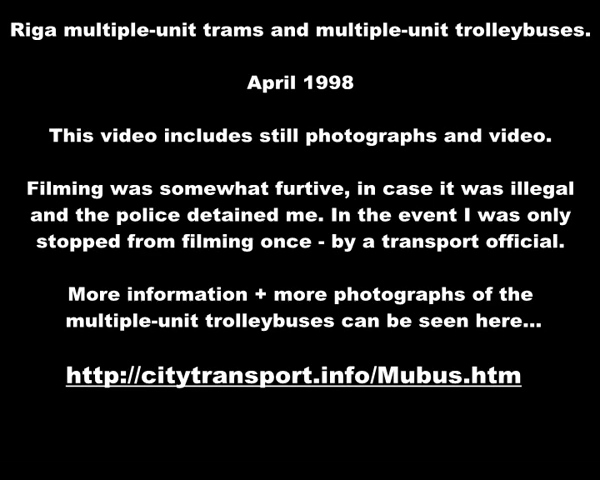 Riga multiple-unit trams and multiple-unit trolleybuses.
April 1998
This video includes still photographs and video.
Filming was somewhat furtive, in case it was illegal
and the police detained me. In the event I was only
stopped from filming once - by a transport official.
More information + more photographs of the
multiple-unit trolleybuses can be seen here...
http://citytransport.info/Mubus.htm